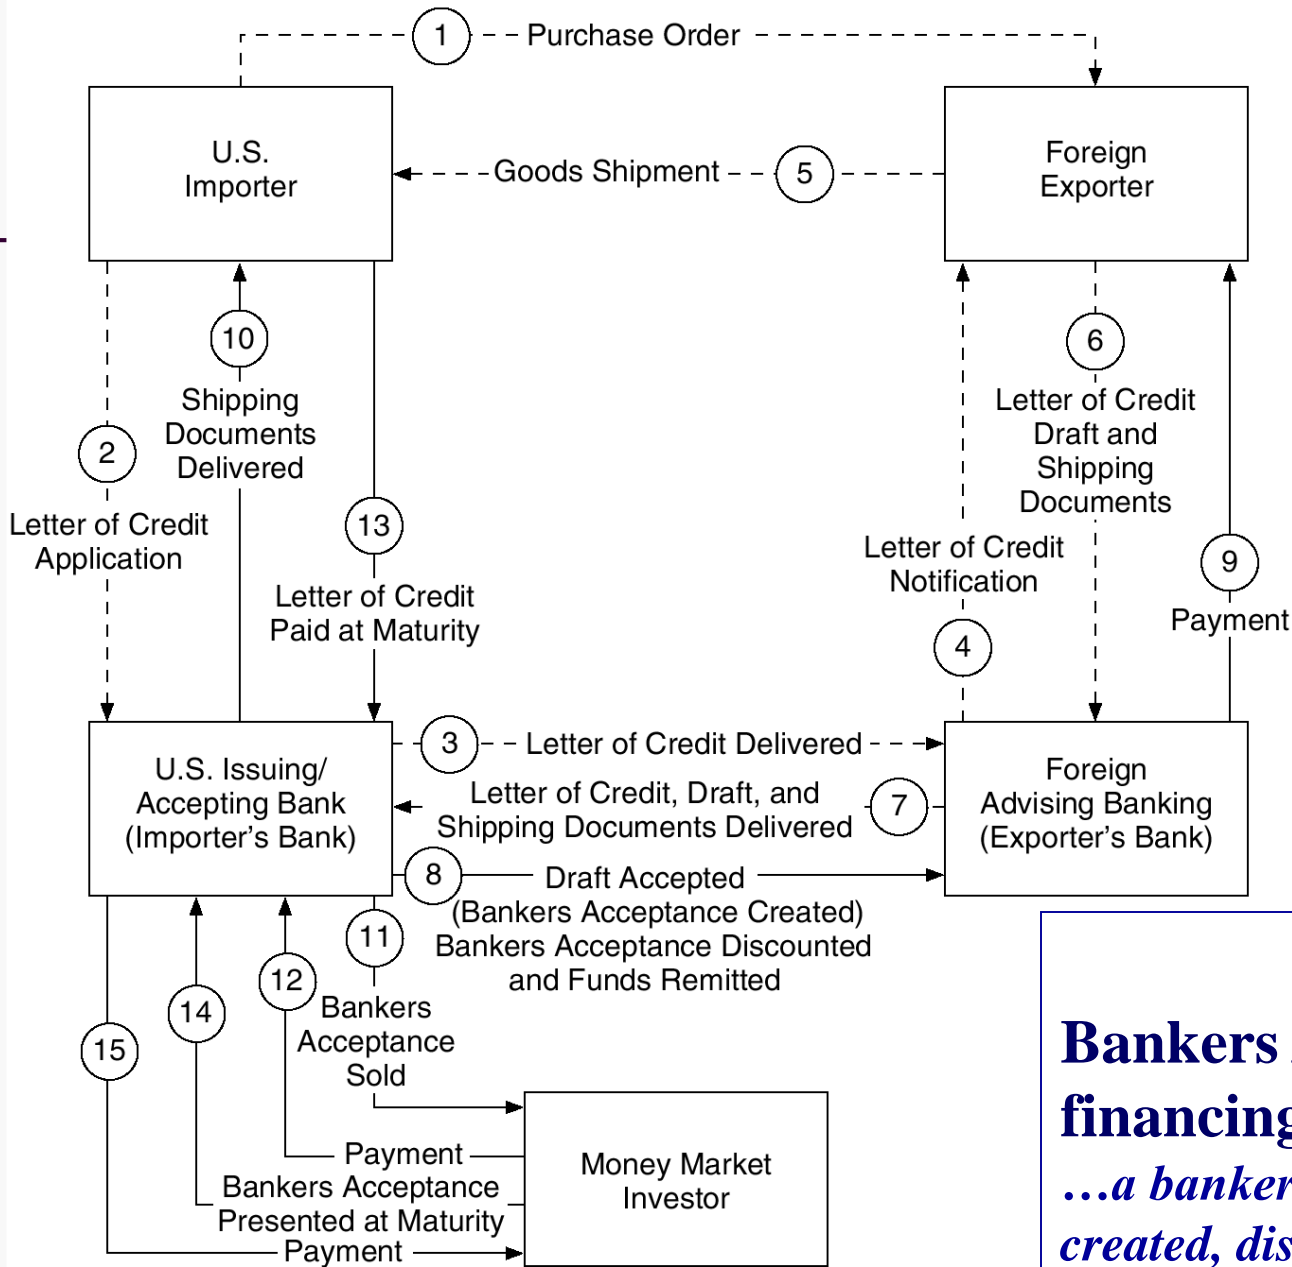 1
Purchase Order
U.S.
Importer
Goods Shipment
5
Foreign
Exporter
10
Shipping
Documents
Delivered
2
Letter of Credit
Application
13
Letter of Credit
Paid at Maturity
6
Letter of Credit
Draft and
Shipping
Documents
Letter of Credit
Notification
4
9
Payment
U.S. Issuing/
Accepting Bank
(Importer's Bank)
3
Letter of Credit Delivered
Letter of Credit, Draft, and
Shipping Documents Delivered
7
8
Draft Accepted
(Bankers Acceptance Created)
Bankers Acceptance Discounted
and Funds Remitted
Foreign
Advising Banking
(Exporter's Bank)
11
Bankers
Acceptance
Sold
12
14
15
Payment
Bankers Acceptance
Presented at Maturity
Payment
Money Market
Investor
Bankers
financing
…a banker
created, dis